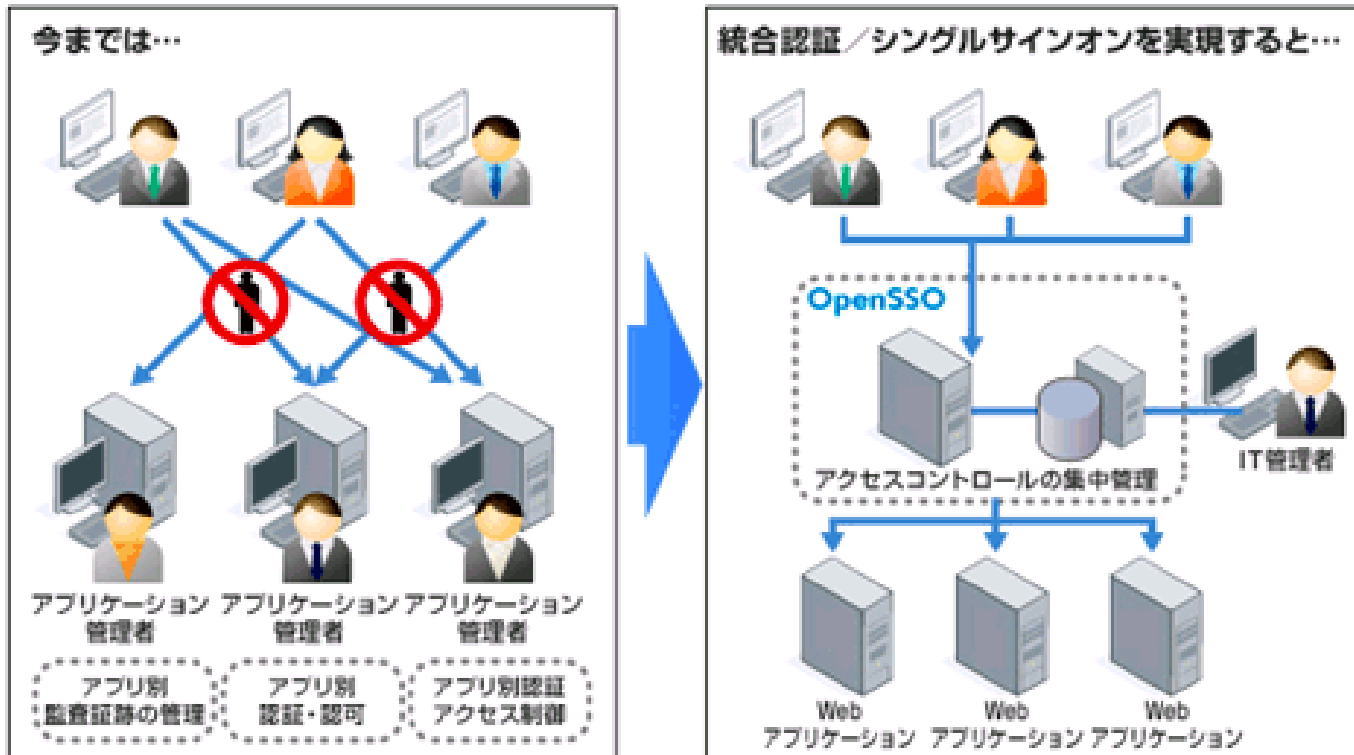 今までは…
アプリケーション
管理者
アプリケーション
管理者
アプリケーション
管理者
アプリ別
監査証跡の管理
アプリ別
認証・認可
アプリ別認証
アクセス制御
統合認証／シングルサインオンを実現すると…
OpenSSO
アクセスコントロールの集中管理
IT管理者
Web
アプリケーション
Web
アプリケーション
Web
アプリケーション